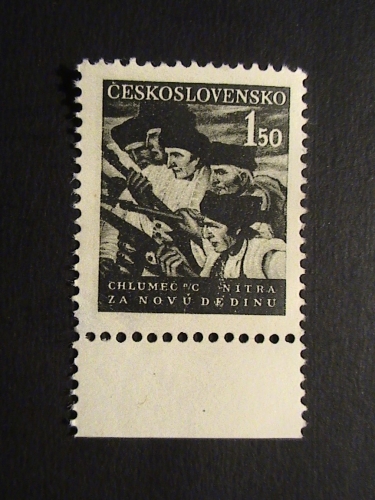 ČESKOSLOVENSKO
1 50
CHLUMEC n/C NITRA
ZA NOVÚ DEDINU